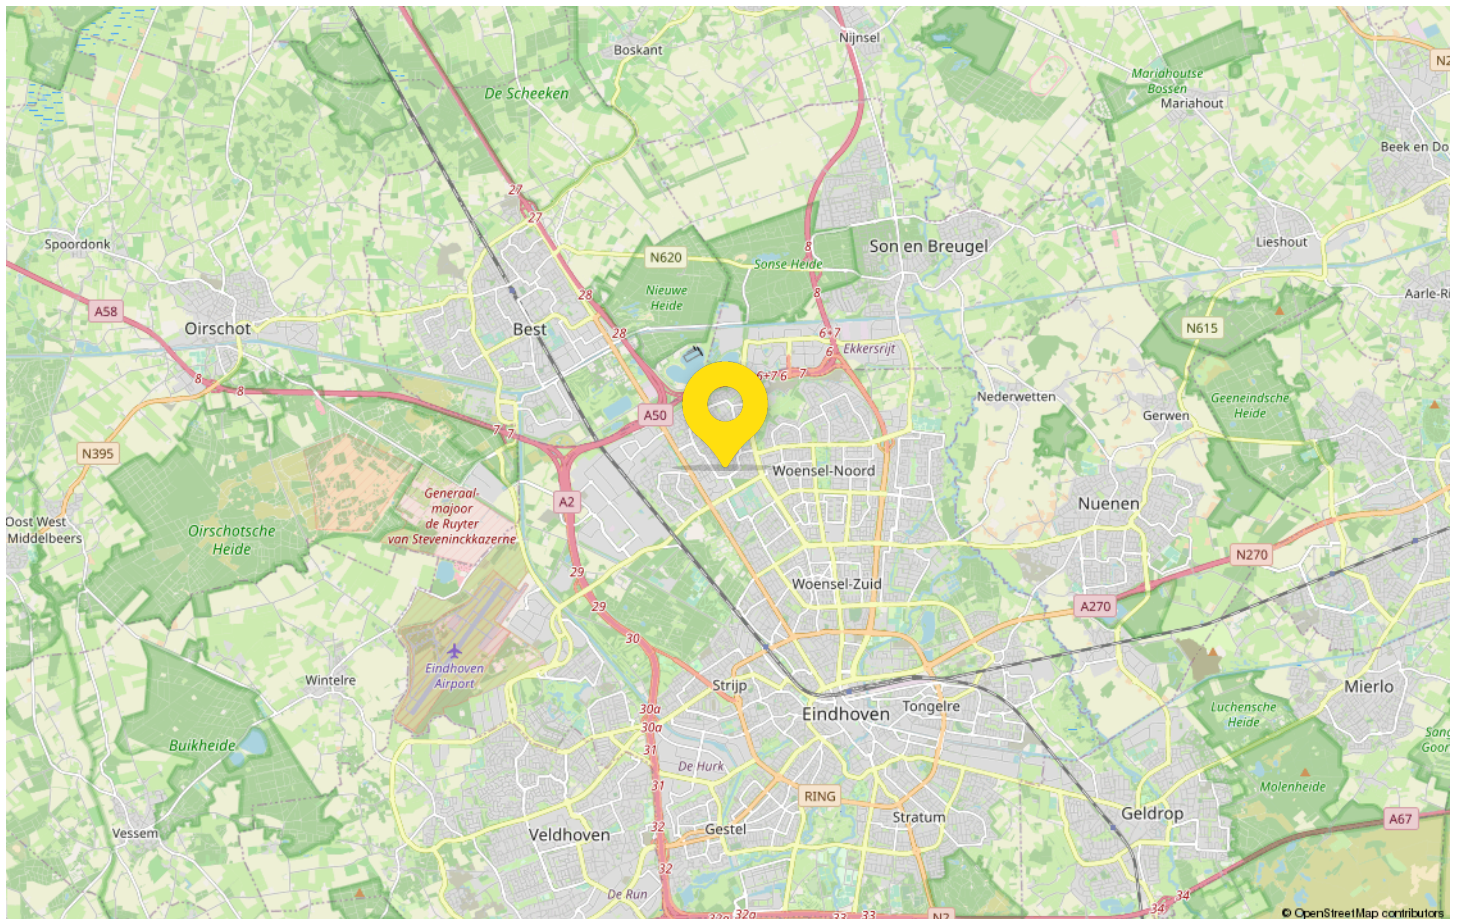 Nijnsel
Boskant
N2
De Scheeken
Mariahoutse
Bossen
Mariahout
Beek en Do
27
27
Spoordonk
Son en Breugel
Lieshout
8
N620
Sonse Heide
Nieuwe
Heide
28
8
Aarle-Ri
A58
Oirschot
Best
28
6+7
N615
6
Ekkersrijt
8
8
6+7 6
7
Nederwetten
Geeneindsche
Heide
A50
Gerwen
7
7
N395
Woensel-Noord
Generaal-
majoor
de Ruyter
van Steveninckkazerne
A2
Nuenen
Oost West
Middelbeers
Oirschotsche
Heide
N270
29
Woensel-Zuid
29
A270
30
Eindhoven
Airport
Wintelre
Strijp
Mierlo
30a
Eindhoven
Tongelre
Luchensche
Heide
30a
31
Buikheide
De Hurk
31
RING
Molenheide
Geldrop
A67
32
Gestel
Stratum
Vessem
Veldhoven
32
De Run
34
34
32a
33
33
N2
© OpenStreetMap contributors